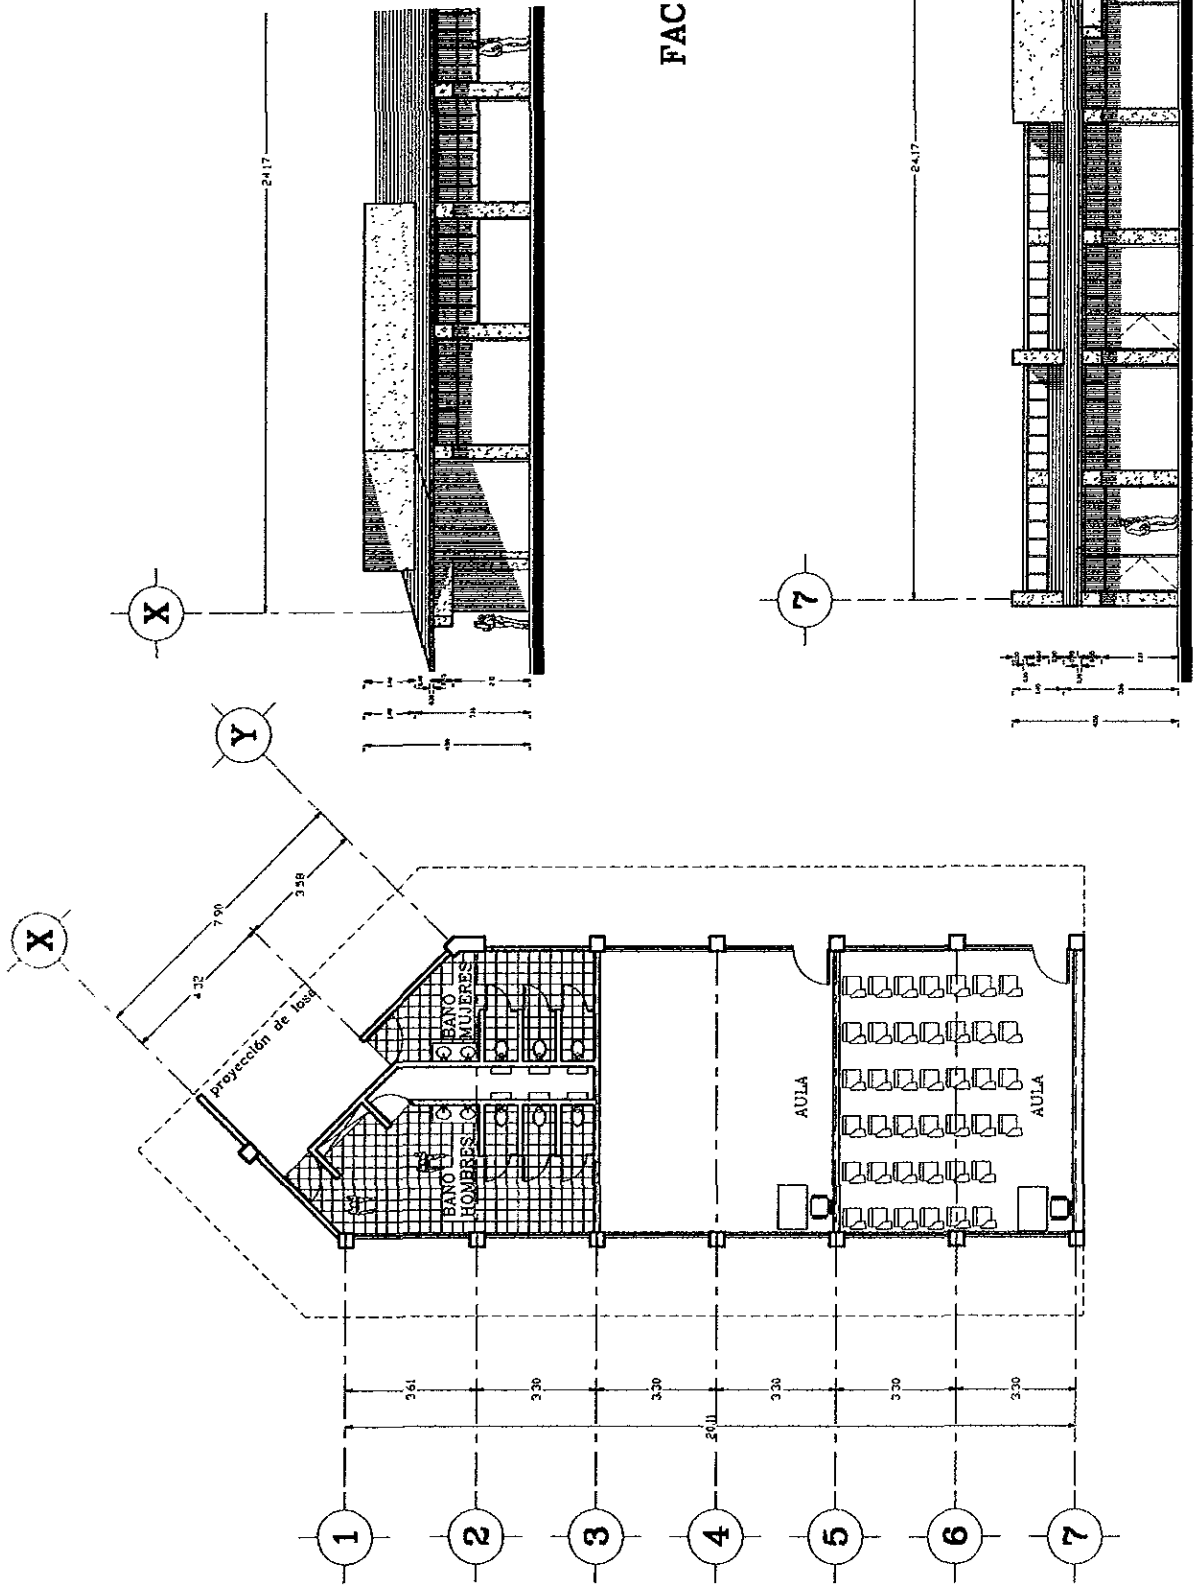 FAC
24.17
24.17
X
7
Y
X
7.90
4.32
3.58
proyección de losa
BAÑO
MUJERES
BAÑO
HOMBRES
AULA
AULA
3.61
3.30
3.30
3.30
3.30
3.30
20.11
1
2
3
4
5
6
7